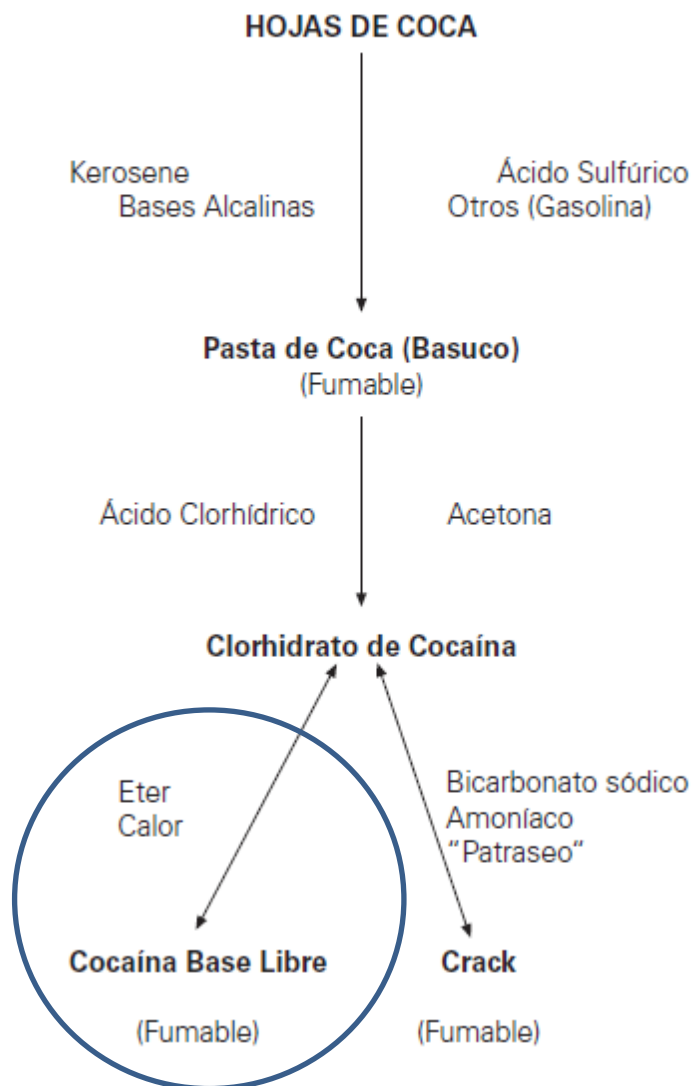 HOJAS DE COCA
Kerosene
Bases Alcalinas
Ácido Sulfúrico
Otros (Gasolina)
Pasta de Coca (Basuco)
(Fumable)
Ácido Clorhídrico
Acetona
Clorhidrato de Cocaína
Eter
Calor
Bicarbonato sódico
Amoníaco
"Patraseo"
Cocaína Base Libre
(Fumable)
Crack
(Fumable)